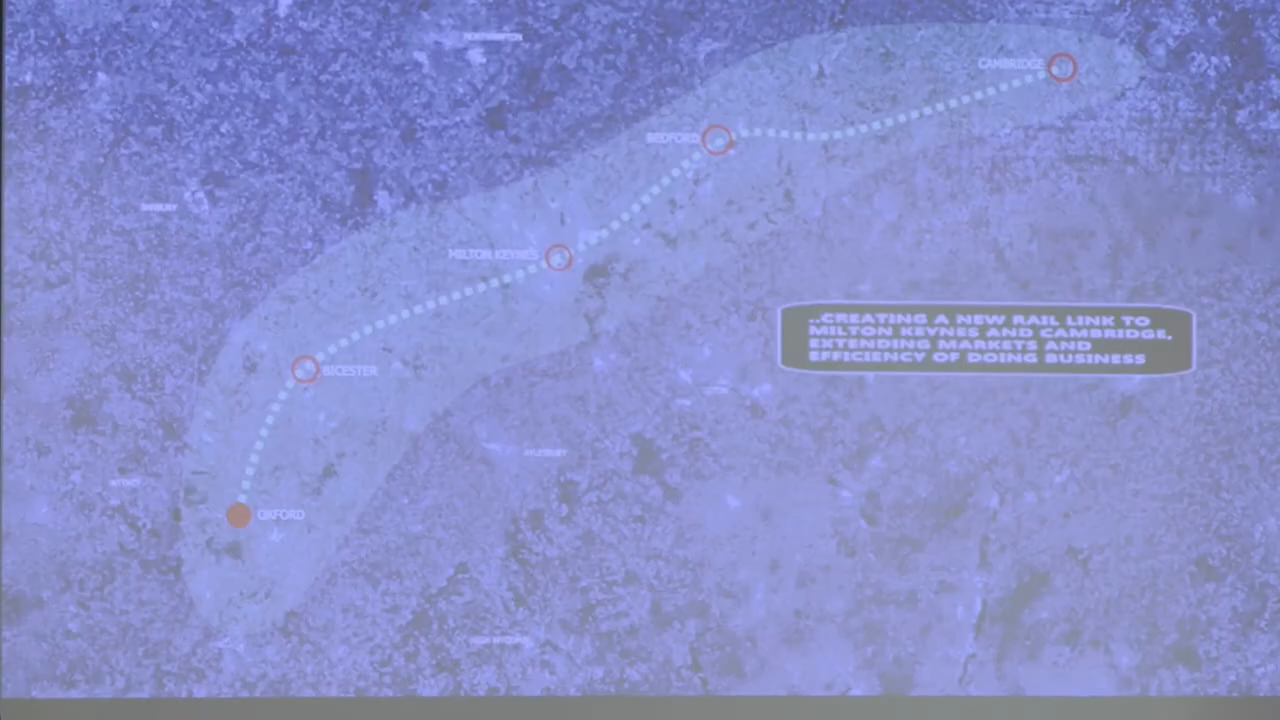 CAMBRIDGE
BEDFORD
MILTON KEYNES
..CREATING A NEW RAIL LINK TO
MILTON KEYNES AND CAMBRIDGE,
EXTENDING MARKETS AND
EFFICIENCY OF DOING BUSINESS
BICESTER
AYLESBURY
OXFORD